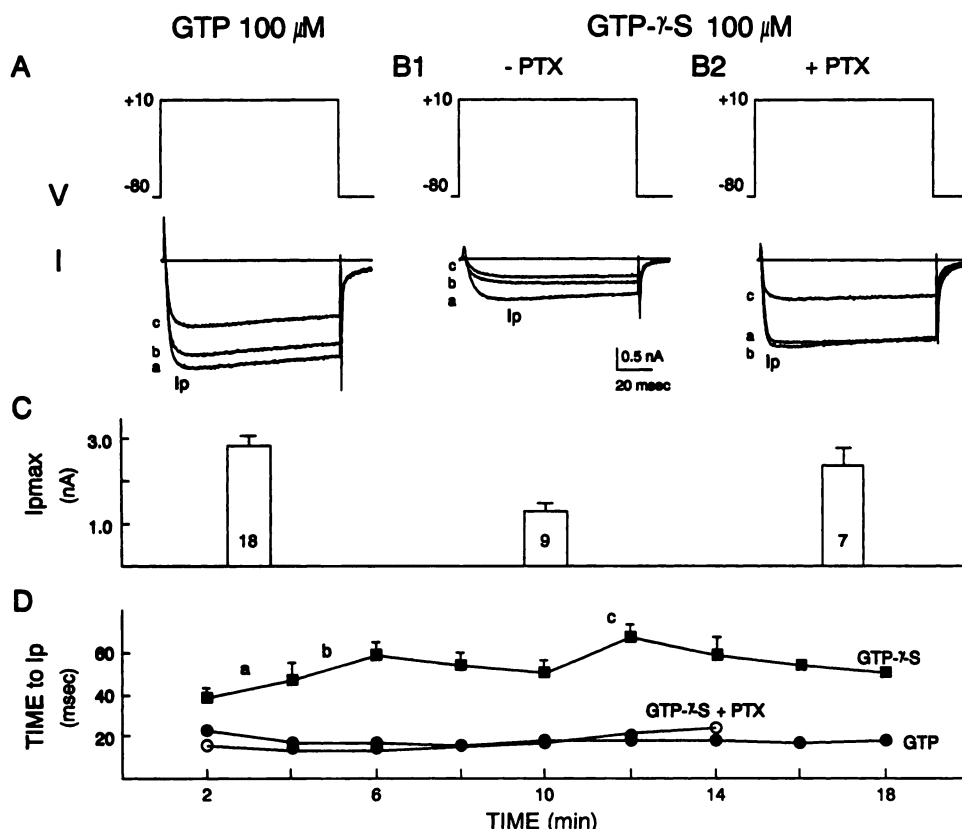 GTP 100 μM
GTP-γ-S 100 μM
A
B1
- PTX
B2
+ PTX
+10
+10
+10
V
-80
-80
-80
I
c
b
a
Ip
c
b
a
Ip
c
a
b
Ip
0.5 nA
20 msec
C
Ipmax
(nA)
3.0
1.0
18
9
7
D
TIME to Ip
(msec)
60
40
20
a
b
c
GTP-γ-S
GTP-γ-S + PTX
GTP
2
6
10
14
18
TIME (min)